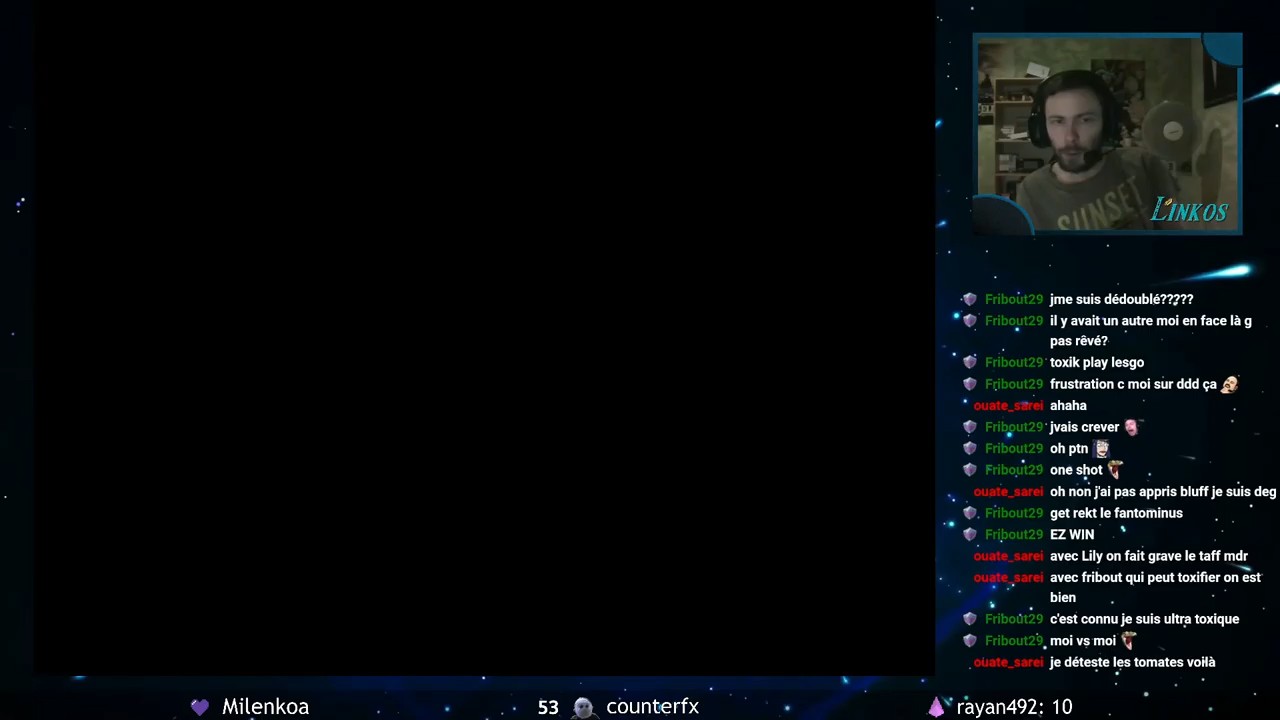 SUNSET
LINKOS
Fribout29 jme suis dédoublé?????
Fribout29 il y avait un autre moi en face là g
pas rêvé?
Fribout29 toxik play lesgo
Fribout29 frustration c moi sur ddd ça
ouate_sarei ahaha
Fribout29 jvais crever
Fribout29 oh ptn
Fribout29 one shot
ouate_sarei oh non j'ai pas appris bluff je suis deg
Fribout29 get rekt le fantominus
Fribout29 EZ WIN
ouate_sarei avec Lily on fait grave le taff mdr
ouate_sarei avec fribout qui peut toxifier on est
bien
Fribout29 c'est connu je suis ultra toxique
Fribout29 moi vs moi
ouate_sarei je déteste les tomates voilà
Milenkoa 53 counterfx rayan492: 10